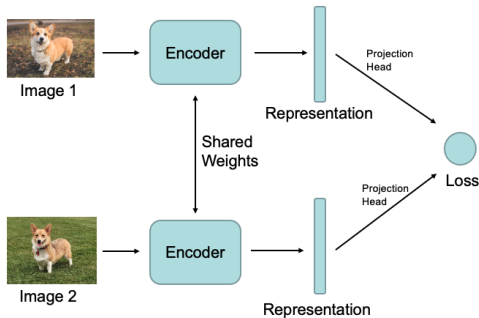 Image 1
Encoder
Representation
Projection
Head
Shared
Weights
Loss
Image 2
Encoder
Representation
Projection
Head